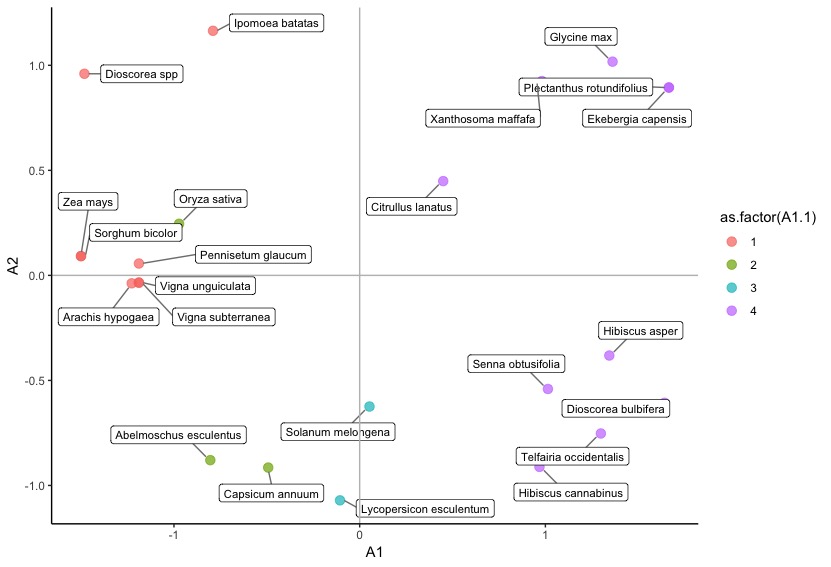 Ipomoea batatas
Glycine max
1.0
Dioscorea spp
Plectanthus rotundifolius
Xanthosoma maffafa
Ekebergia capensis
0.5
Zea mays
Oryza sativa
Citrullus lanatus
as.factor(A1.1)
Sorghum bicolor
1
Pennisetum glaucum
2
A2
0.0
Vigna unguiculata
3
Arachis hypogaea
Vigna subterranea
4
Hibiscus asper
Senna obtusifolia
-0.5
Dioscorea bulbifera
Abelmoschus esculentus
Solanum melongena
Telfairia occidentalis
-1.0
Capsicum annuum
Hibiscus cannabinus
Lycopersicon esculentum
-1
0
1
A1